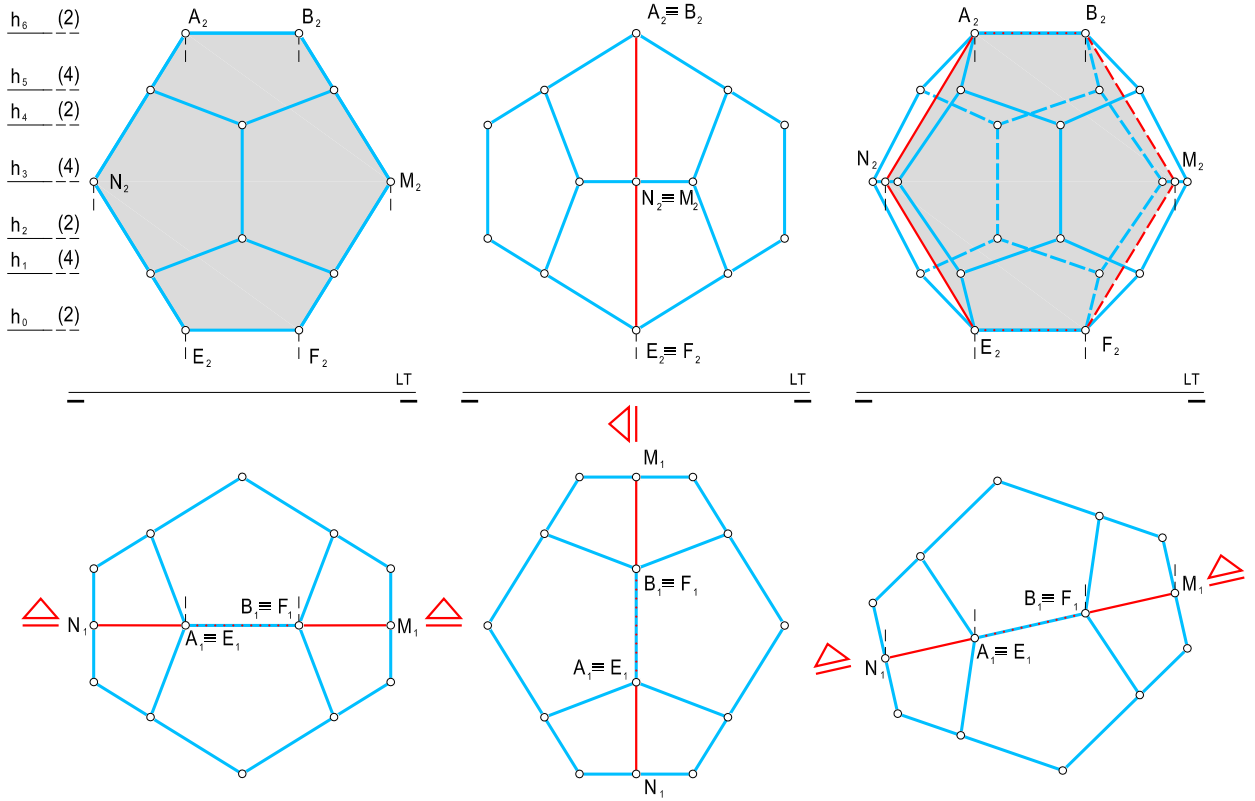 h₆ (2)
h₅ (4)
h₄ (2)
h₃ (4)
h₂ (2)
h₁ (4)
h₀ (2)
A₂ B₂
N₂ M₂
E₂ F₂
LT
A₂≡B₂
N₂≡M₂
E₂≡F₂
LT
A₂ B₂
N₂ M₂
E₂ F₂
LT
N₁ A₁≡E₁ B₁≡F₁ M₁
M₁
B₁≡F₁
A₁≡E₁
N₁
B₁≡F₁ M₁
N₁ A₁≡E₁